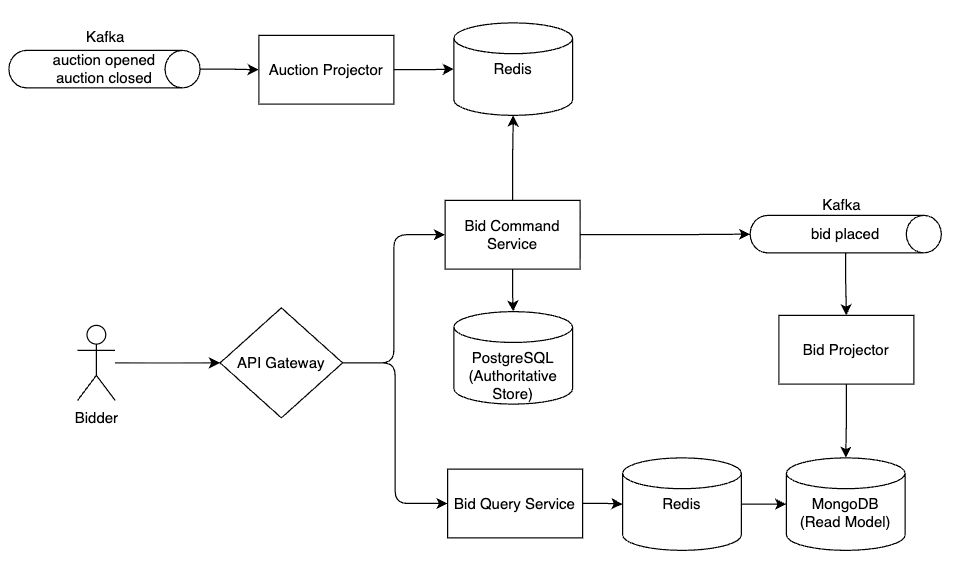 Kafka
auction opened
auction closed
Auction Projector
Redis
Bid Command
Service
Kafka
bid placed
PostgreSQL
(Authoritative
Store)
Bid Projector
API Gateway
Bidder
Bid Query Service
Redis
MongoDB
(Read Model)